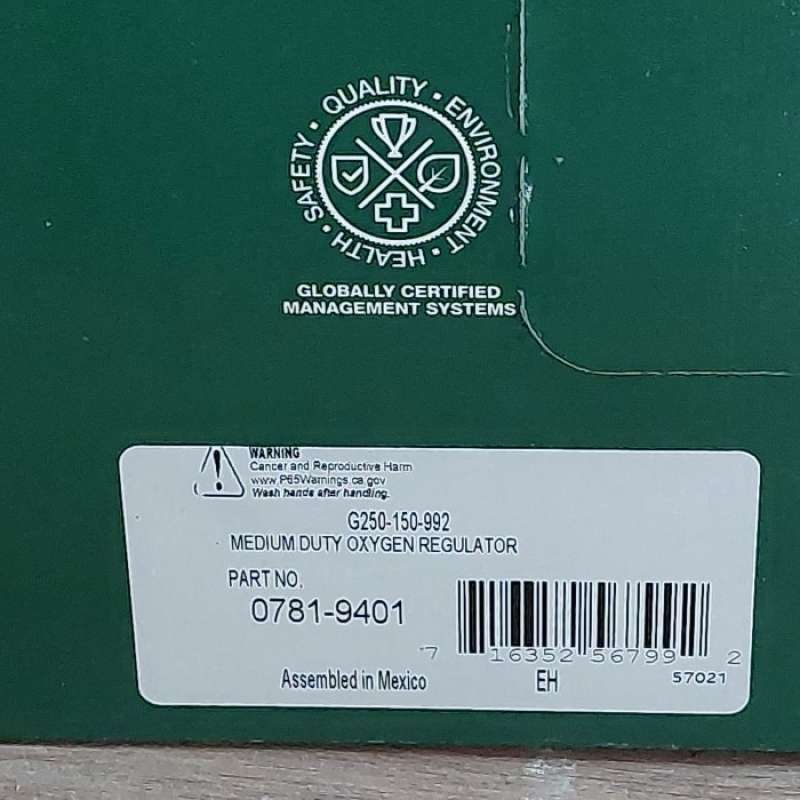 SAFETY • QUALITY • ENVIRONMENT • HEALTH •
GLOBALLY CERTIFIED
MANAGEMENT SYSTEMS
WARNING
Cancer and Reproductive Harm
www.P65Warnings.ca.gov
Wash hands after handling.
G250-150-992
MEDIUM DUTY OXYGEN REGULATOR
PART NO.
0781-9401
7 16352 56799 2
Assembled in Mexico
EH
57021